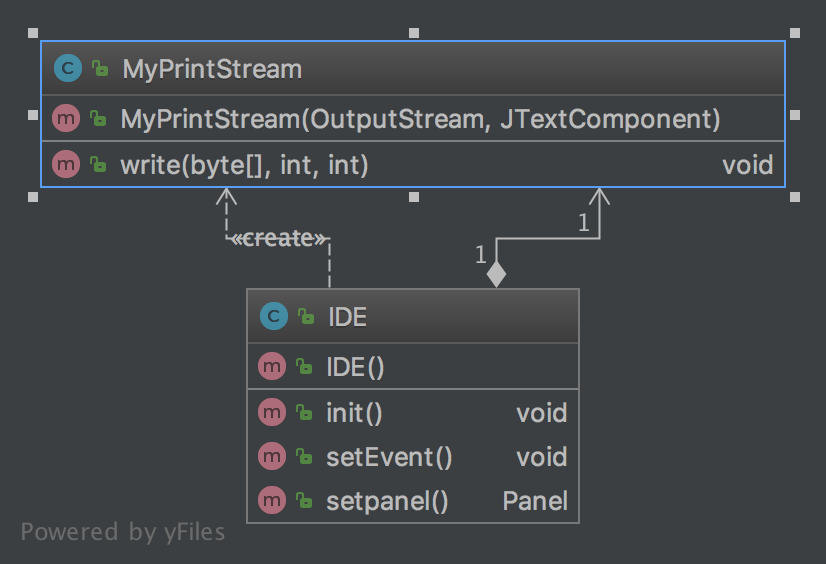 C MyPrintStream
m MyPrintStream(OutputStream, JTextComponent)
m write(byte[], int, int) void
«create»
1
1
C IDE
m IDE()
m init() void
m setEvent() void
m setpanel() Panel
Powered by yFiles